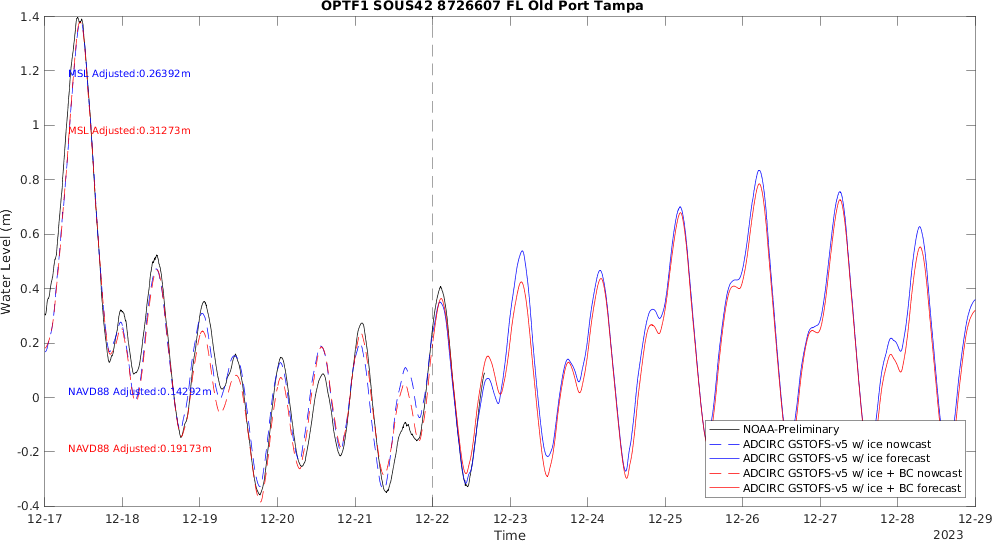 OPTF1 SOUS42 8726607 FL Old Port Tampa
1.4
1.2
1
0.8
0.6
0.4
0.2
0
-0.2
-0.4
Water Level (m)
MSL Adjusted:0.26392m
MSL Adjusted:0.31273m
NAVD88 Adjusted:0.14292m
NAVD88 Adjusted:0.19173m
NOAA-Preliminary
ADCIRC GSTOFS-v5 w/ ice nowcast
ADCIRC GSTOFS-v5 w/ ice forecast
ADCIRC GSTOFS-v5 w/ ice + BC nowcast
ADCIRC GSTOFS-v5 w/ ice + BC forecast
12-17 12-18 12-19 12-20 12-21 12-22 12-23 12-24 12-25 12-26 12-27 12-28 12-29
Time
2023